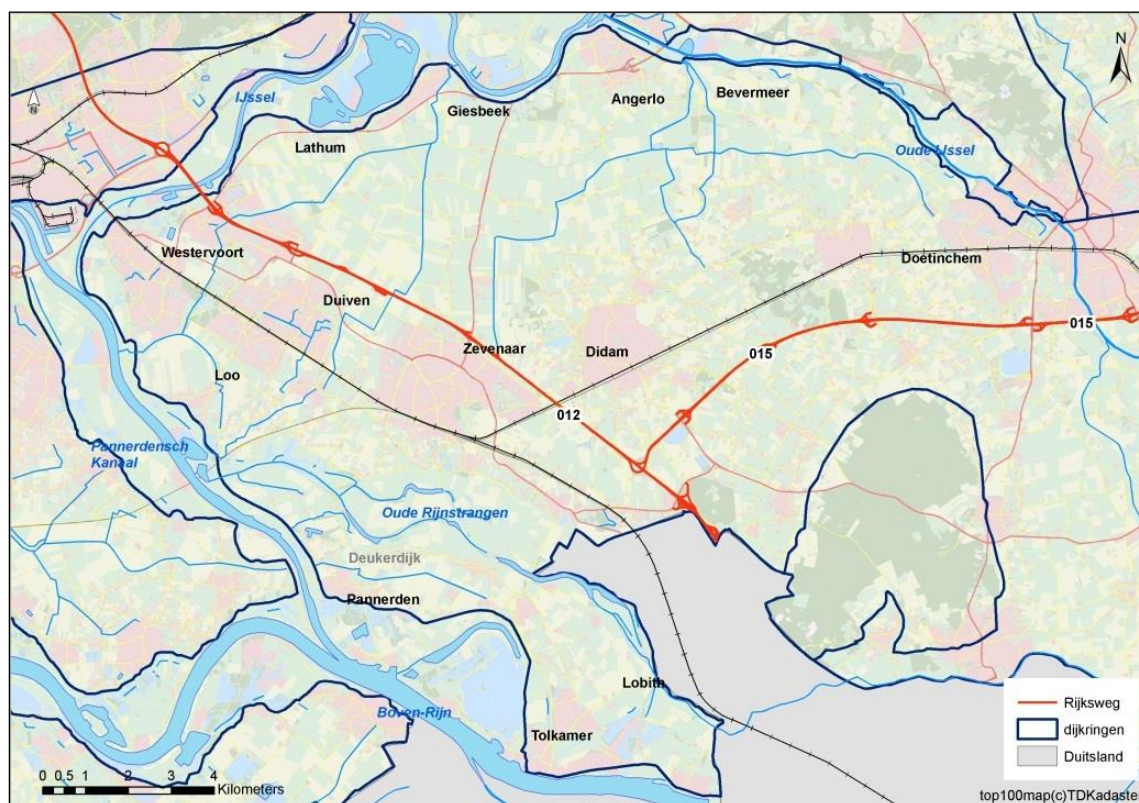 N
N
IJssel
Giesbeek
Angerlo
Bevermeer
Lathum
Oude IJssel
Westervoort
Doetinchem
Duiven
015
Zevenaar
Didam
015
Loo
012
Pannerdensch
Kanaal
Oude Rijnstrangen
Deukerdijk
Pannerden
Lobith
Boven-Rijn
Tolkamer
Rijksweg
dijkringen
Duitsland
0 0,5 1 2 3 4
Kilometers
top100map(c)TDKadaste